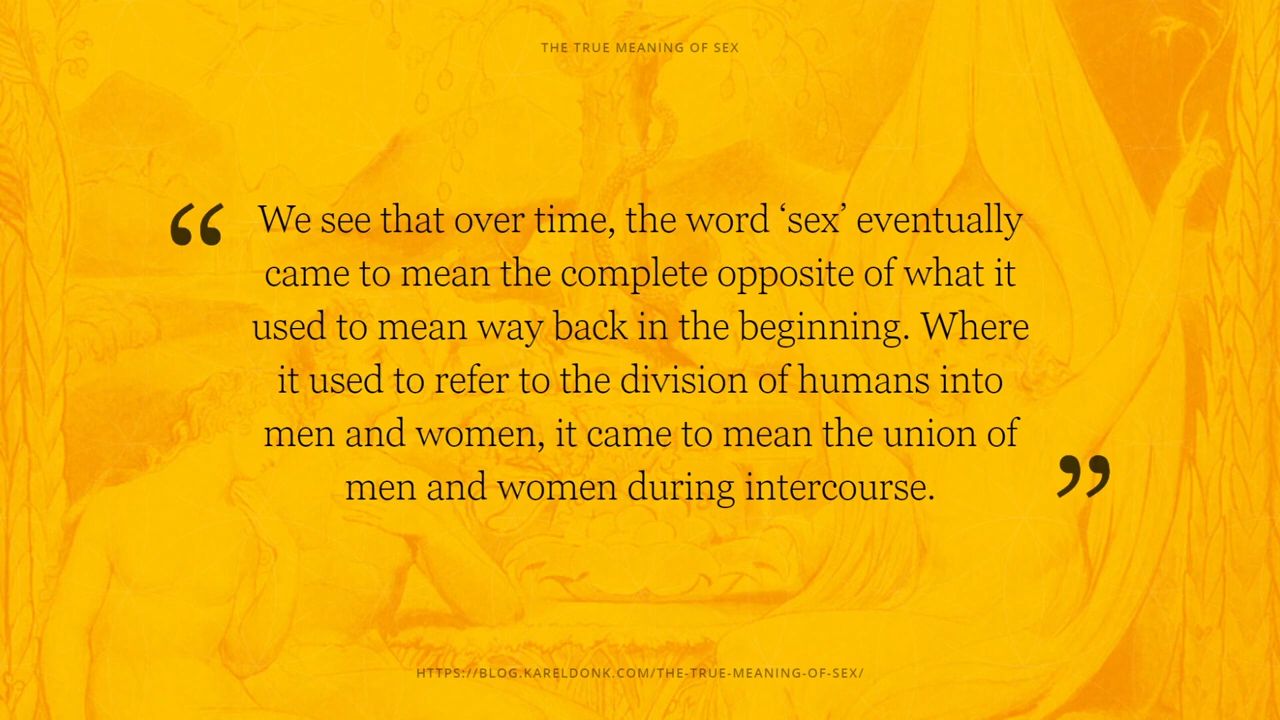 THE TRUE MEANING OF SEX
“ We see that over time, the word ‘sex’ eventually
came to mean the complete opposite of what it
used to mean way back in the beginning. Where
it used to refer to the division of humans into
men and women, it came to mean the union of
men and women during intercourse. ”
HTTPS://BLOG.KARELDONK.COM/THE-TRUE-MEANING-OF-SEX/